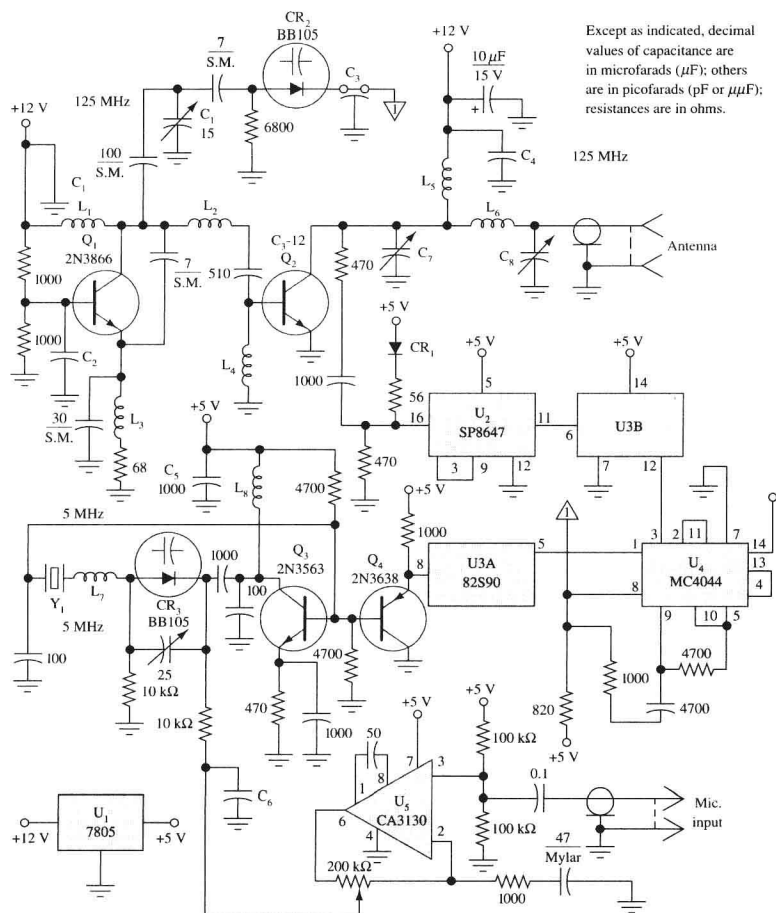 CR₂
BB105
7
S.M.
C₃
1
125 MHz
C₁
15
6800
+12 V
10 µF
15 V
+
C₄
Except as indicated, decimal
values of capacitance are
in microfarads (µF); others
are in picofarads (pF or µµF);
resistances are in ohms.
125 MHz
+12 V
C₁
100
S.M.
L₁
L₂
L₅
L₆
Q₁
2N3866
1000
7
S.M.
510
C₃-12
Q₂
470
C₇
C₈
Antenna
1000
C₂
L₄
1000
+5 V
CR₁
56
+5 V
5
+5 V
14
30
S.M.
L₃
68
16
U₂
SP8647
11
6
U3B
3
9
12
7
12
470
+5 V
C₅
1000
L₈
4700
+5 V
1000
1
5 MHz
Y₁
L₇
CR₃
BB105
5 MHz
1000
100
Q₃
2N3563
Q₄
2N3638
8
U3A
82S90
5
1
3
2
11
7
14
13
4
U₄
MC4044
8
9
10
5
100
25
10 kΩ
10 kΩ
470
1000
4700
820
+5 V
1000
4700
4700
+5 V
+5 V
100 kΩ
100 kΩ
50
1
8
7
3
6
4
2
U₅
CA3130
0.1
Mic.
input
C₆
U₁
7805
+12 V
+5 V
200 kΩ
1000
47
Mylar